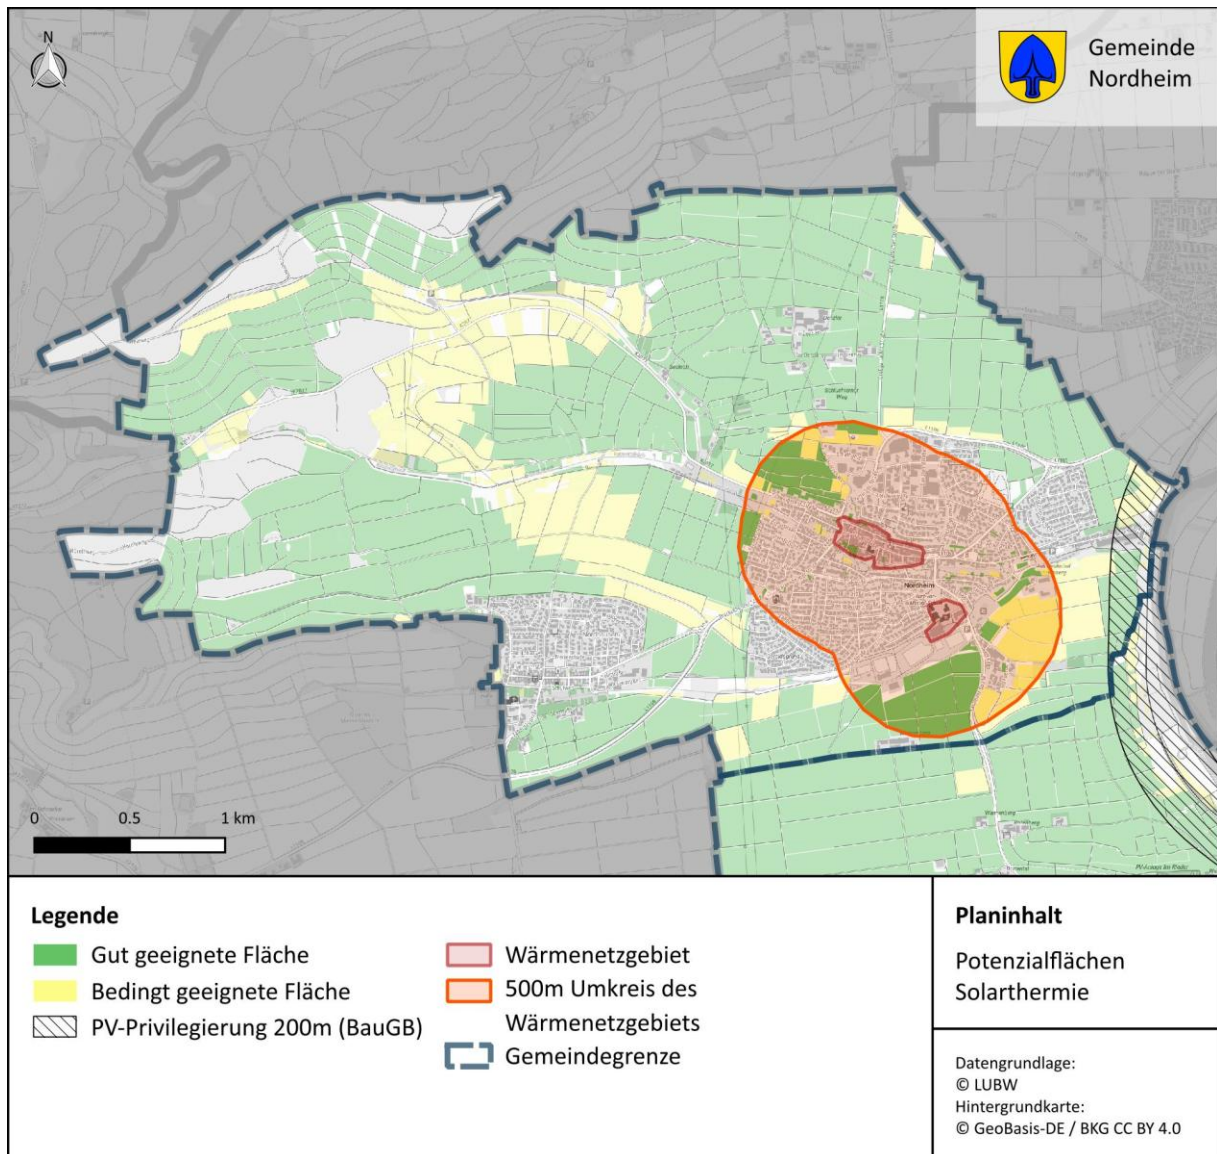 N
Gemeinde
Nordheim
Nordheim
0 0.5 1 km
Legende
Gut geeignete Fläche
Bedingt geeignete Fläche
PV-Privilegierung 200m (BauGB)
Wärmenetzgebiet
500m Umkreis des
Wärmenetzgebiets
Gemeindegrenze
Planinhalt
Potenzialflächen
Solarthermie
Datengrundlage:
© LUBW
Hintergrundkarte:
© GeoBasis-DE / BKG CC BY 4.0